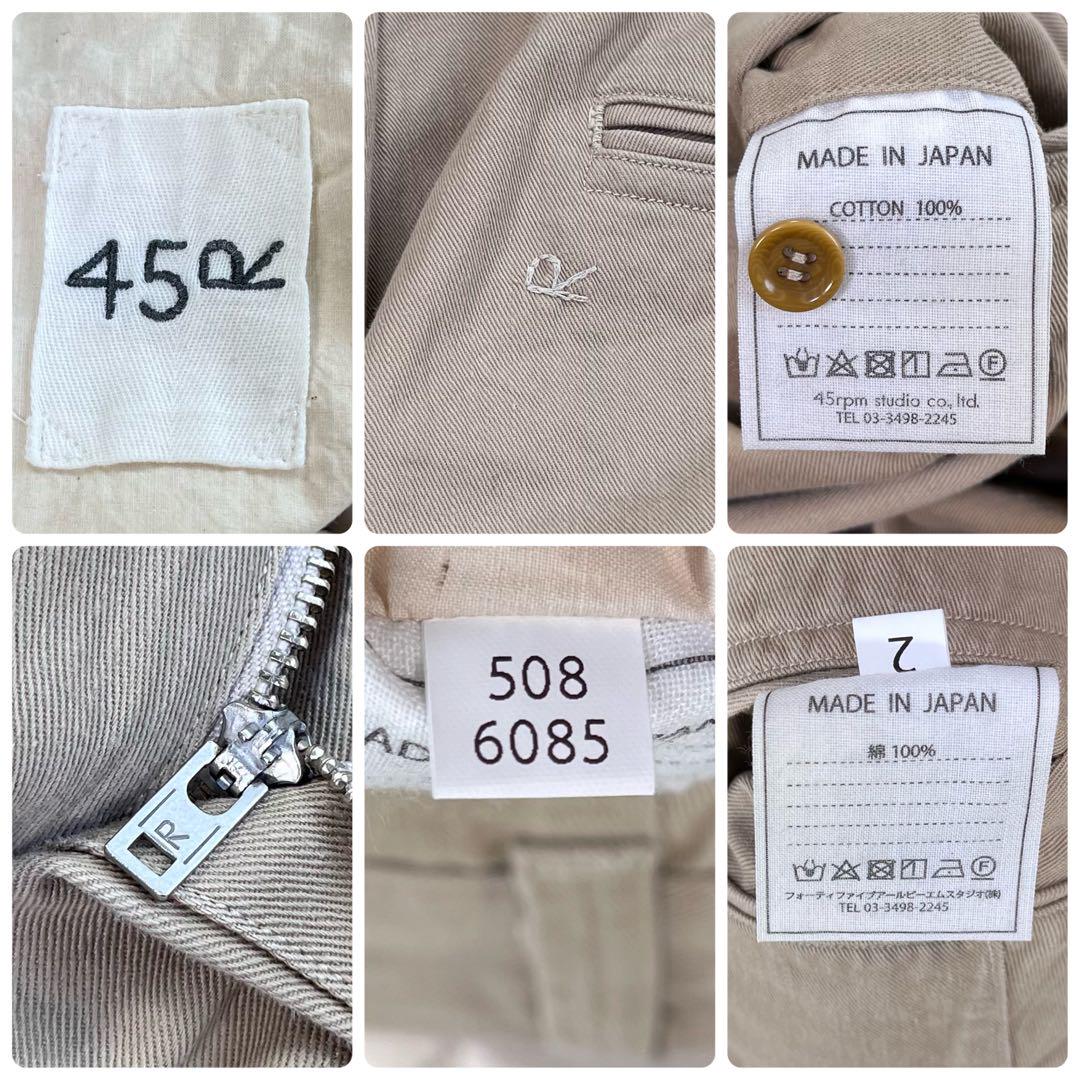 45R
R
MADE IN JAPAN
COTTON 100%
F
45rpm studio co., ltd.
TEL 03-3498-2245
R
508
6085
AD
2
MADE IN JAPAN
綿 100%
F
フォーティファイブアールピーエムスタジオ(株)
TEL 03-3498-2245